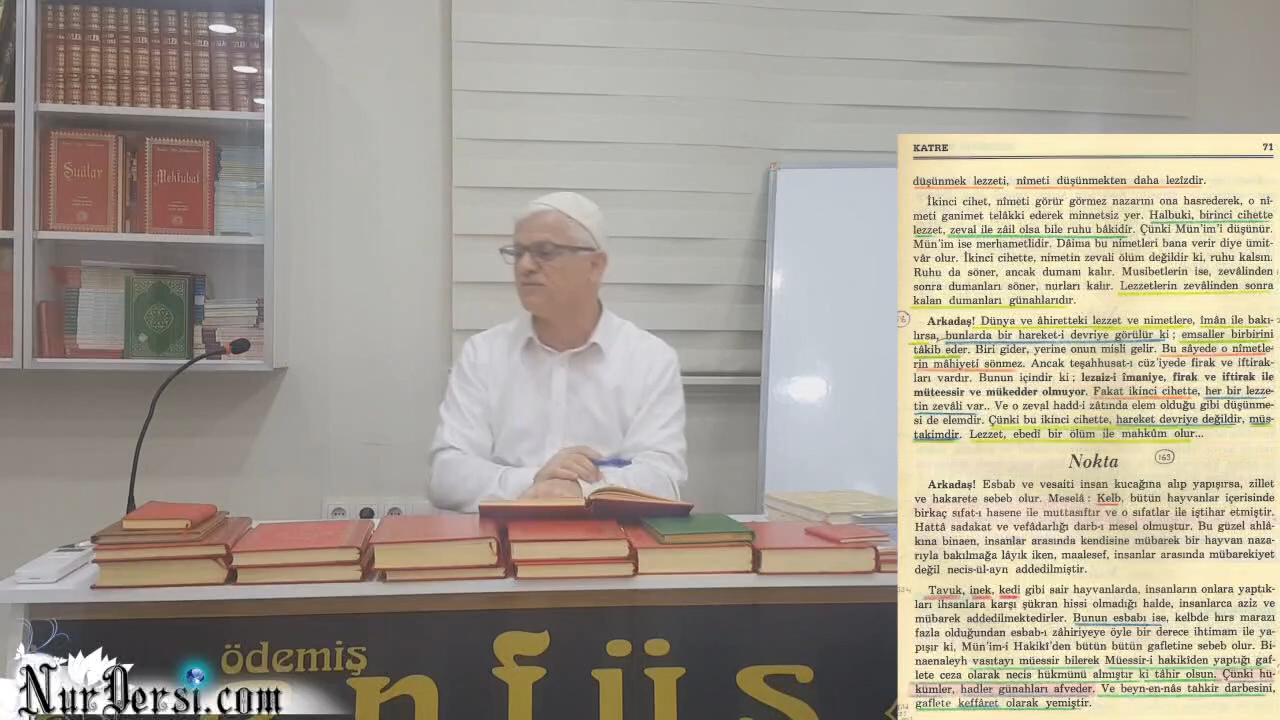 Şuâlar
Mektubat
ödemiş
nfüs
NurDersi.com
KATRE 71
düşünmek lezzeti, nîmeti düşünmekten daha lezîzdir.
İkinci cihet, nîmeti görür görmez nazarını ona hasrederek, o nî-
meti ganimet telâkki ederek minnetsiz yer. Halbuki, birinci cihette
lezzet, zeval ile zâil olsa bile ruhu bâkidir. Çünki Mün'im'i düşünür.
Mün'im ise merhametlidir. Dâima bu nîmetleri bana verir diye ümit-
vâr olur. İkinci cihette, nîmetin zevali ölüm değildir ki, ruhu kalsın.
Ruhu da söner, ancak dumanı kalır. Musibetlerin ise, zevâlinden
sonra dumanları söner, nurları kalır. Lezzetlerin zevâlinden sonra
kalan dumanları günahlarıdır.
Arkadaş! Dünya ve âhiretteki lezzet ve nimetlere, îmân ile bakı-
lırsa, bunlarda bir hareket-i devriye görülür ki; emsaller birbirini
tâkib eder. Biri gider, yerine onun misli gelir. Bu sâyede o nîmetle-
rin mâhiyeti sönmez. Ancak teşahhusat-ı cüz'iyede firak ve iftirak-
ları vardır. Bunun içindir ki; lezaiz-i îmaniye, firak ve iftirak ile
müteessir ve mükedder olmuyor. Fakat ikinci cihette, her bir lezze-
tin zevâli var.. Ve o zeval hadd-i zâtında elem olduğu gibi düşünme-
si de elemdir. Çünki bu ikinci cihette, hareket devriye değildir, müs-
takimdir. Lezzet, ebedî bir ölüm ile mahkûm olur...
Nokta 163
Arkadaş! Esbab ve vesaiti insan kucağına alıp yapışırsa, zillet
ve hakarete sebeb olur. Meselâ: Kelb, bütün hayvanlar içerisinde
birkaç sıfat-ı hasene ile muttasıftır ve o sıfatlar ile iştihar etmiştir.
Hattâ sadakat ve vefâdarlığı darb-ı mesel olmuştur. Bu güzel ahlâ-
kına binaen, insanlar arasında kendisine mübarek bir hayvan naza-
rıyla bakılmağa lâyık iken, maalesef, insanlar arasında mübarekiyet
değil necis-ül-ayn addedilmiştir.
Tavuk, inek, kedi gibi sair hayvanlarda, insanların onlara yaptık-
ları ihsanlara karşı şükran hissi olmadığı halde, insanlarca aziz ve
mübarek addedilmektedirler. Bunun esbabı ise, kelbde hırs marazı
fazla olduğundan esbab-ı zâhiriyeye öyle bir derece ihtimam ile ya-
pışır ki, Mün'im-i Hakikî'den bütün bütün gafletine sebeb olur. Bi-
naenaleyh vasıtayı müessir bilerek Müessir-i hakikîden yaptığı gaf-
lete ceza olarak necis hükmünü almıştır ki tâhir olsun. Çünki hü-
kümler, hadler günahları afveder. Ve beyn-en-nâs tahkir darbesini,
gaflete keffâret olarak yemiştir.